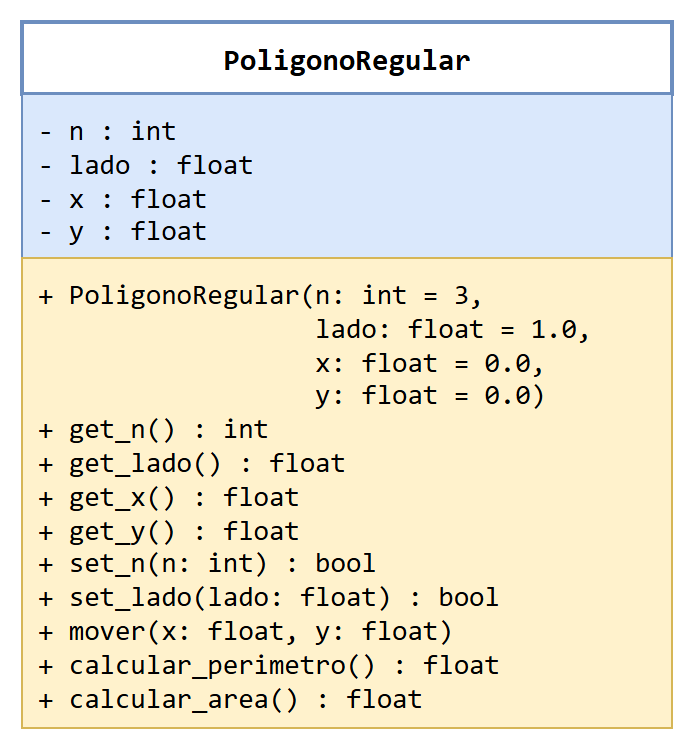 PoligonoRegular
- n : int
- lado : float
- x : float
- y : float
+ PoligonoRegular(n: int = 3,
lado: float = 1.0,
x: float = 0.0,
y: float = 0.0)
+ get_n() : int
+ get_lado() : float
+ get_x() : float
+ get_y() : float
+ set_n(n: int) : bool
+ set_lado(lado: float) : bool
+ mover(x: float, y: float)
+ calcular_perimetro() : float
+ calcular_area() : float